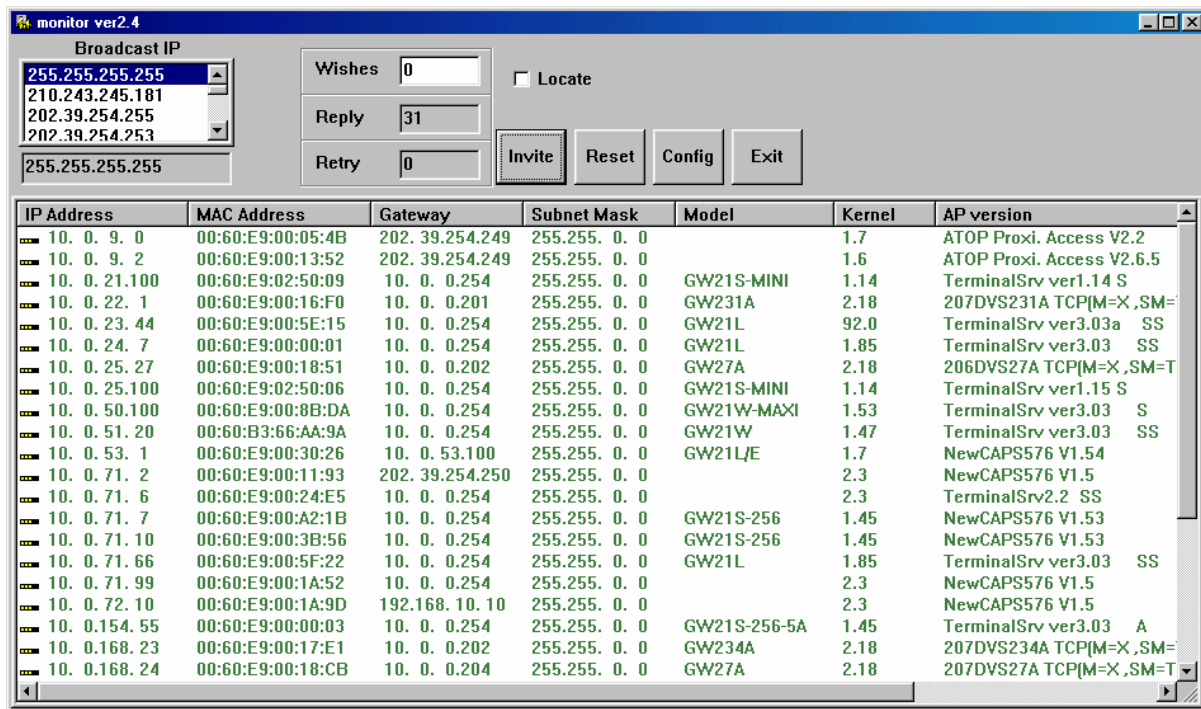 monitor ver2.4
Broadcast IP
255.255.255.255
210.243.245.181
202.39.254.255
202.39.254.253
255.255.255.255
Wishes 0
Reply 31
Retry 0
Locate
Invite Reset Config Exit
IP Address MAC Address Gateway Subnet Mask Model Kernel AP version
10. 0. 9. 0 00:60:E9:00:05:4B 202. 39.254.249 255.255. 0. 0 1.7 ATOP Proxi. Access V2.2
10. 0. 9. 2 00:60:E9:00:13:52 202. 39.254.249 255.255. 0. 0 1.6 ATOP Proxi. Access V2.6.5
10. 0. 21.100 00:60:E9:02:50:09 10. 0. 0.254 255.255. 0. 0 GW21S-MINI 1.14 TerminalSrv ver1.14 S
10. 0. 22. 1 00:60:E9:00:16:F0 10. 0. 0.201 255.255. 0. 0 GW231A 2.18 207DVS231A TCP(M=X ,SM=
10. 0. 23. 44 00:60:E9:00:5E:15 10. 0. 0.254 255.255. 0. 0 GW21L 92.0 TerminalSrv ver3.03a SS
10. 0. 24. 7 00:60:E9:00:00:01 10. 0. 0.254 255.255. 0. 0 GW21L 1.85 TerminalSrv ver3.03 SS
10. 0. 25. 27 00:60:E9:00:18:51 10. 0. 0.202 255.255. 0. 0 GW27A 2.18 206DVS27A TCP(M=X ,SM=T
10. 0. 25.100 00:60:E9:02:50:06 10. 0. 0.254 255.255. 0. 0 GW21S-MINI 1.14 TerminalSrv ver1.15 S
10. 0. 50.100 00:60:E9:00:8B:DA 10. 0. 0.254 255.255. 0. 0 GW21W-MAXI 1.53 TerminalSrv ver3.03 S
10. 0. 51. 20 00:60:B3:66:AA:9A 10. 0. 0.254 255.255. 0. 0 GW21W 1.47 TerminalSrv ver3.03 SS
10. 0. 53. 1 00:60:E9:00:30:26 10. 0. 53.100 255.255. 0. 0 GW21L/E 1.7 NewCAPS576 V1.54
10. 0. 71. 2 00:60:E9:00:11:93 202. 39.254.250 255.255. 0. 0 2.3 NewCAPS576 V1.5
10. 0. 71. 6 00:60:E9:00:24:E5 10. 0. 0.254 255.255. 0. 0 2.3 TerminalSrv2.2 SS
10. 0. 71. 7 00:60:E9:00:A2:1B 10. 0. 0.254 255.255. 0. 0 GW21S-256 1.45 NewCAPS576 V1.53
10. 0. 71. 10 00:60:E9:00:3B:56 10. 0. 0.254 255.255. 0. 0 GW21S-256 1.45 NewCAPS576 V1.53
10. 0. 71. 66 00:60:E9:00:5F:22 10. 0. 0.254 255.255. 0. 0 GW21L 1.85 TerminalSrv ver3.03 SS
10. 0. 71. 99 00:60:E9:00:1A:52 10. 0. 0.254 255.255. 0. 0 2.3 NewCAPS576 V1.5
10. 0. 72. 10 00:60:E9:00:1A:9D 192.168. 10. 10 255.255. 0. 0 2.3 NewCAPS576 V1.5
10. 0.154. 55 00:60:E9:00:00:03 10. 0. 0.254 255.255. 0. 0 GW21S-256-5A 1.45 TerminalSrv ver3.03 A
10. 0.168. 23 00:60:E9:00:17:E1 10. 0. 0.202 255.255. 0. 0 GW234A 2.18 207DVS234A TCP(M=X ,SM=
10. 0.168. 24 00:60:E9:00:18:CB 10. 0. 0.204 255.255. 0. 0 GW27A 2.18 207DVS27A TCP(M=X ,SM=T